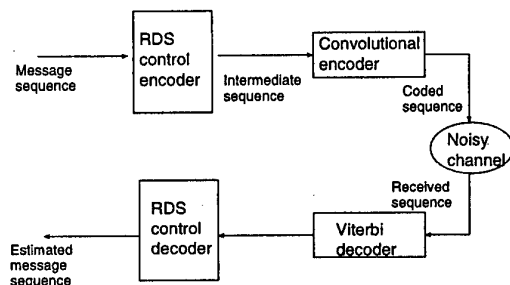 Message
sequence
RDS
control
encoder
Intermediate
sequence
Convolutional
encoder
Coded
sequence
Noisy
channel
Received
sequence
Viterbi
decoder
RDS
control
decoder
Estimated
message
sequence